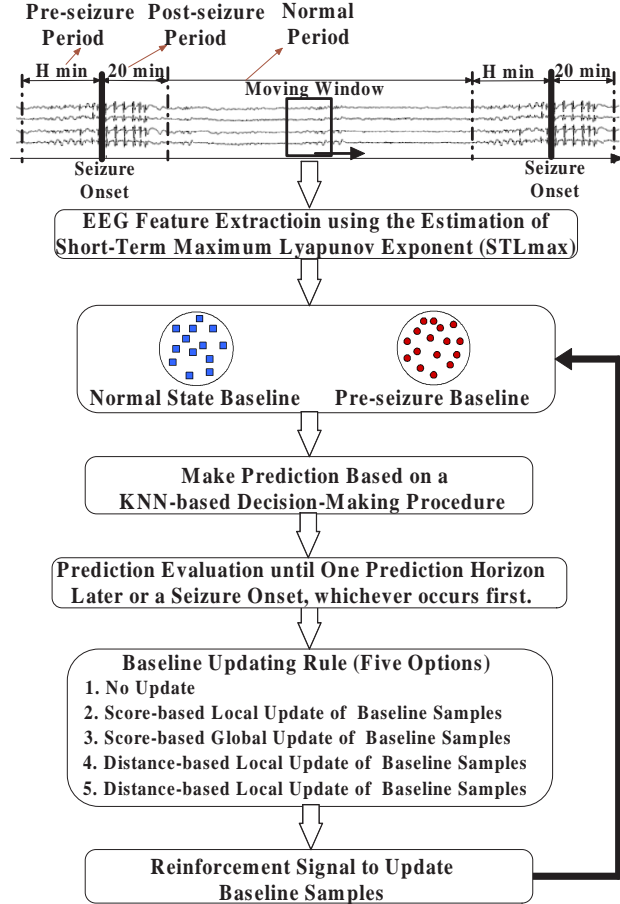 Pre-seizure Period
Post-seizure Period
Normal Period
H min
20 min
H min
20 min
Moving Window
Seizure Onset
Seizure Onset
EEG Feature Extractioin using the Estimation of
Short-Term Maximum Lyapunov Exponent (STLmax)
Normal State Baseline
Pre-seizure Baseline
Make Prediction Based on a
KNN-based Decision-Making Procedure
Prediction Evaluation until One Prediction Horizon
Later or a Seizure Onset, whichever occurs first.
Baseline Updating Rule (Five Options)
1. No Update
2. Score-based Local Update of Baseline Samples
3. Score-based Global Update of Baseline Samples
4. Distance-based Local Update of Baseline Samples
5. Distance-based Local Update of Baseline Samples
Reinforcement Signal to Update
Baseline Samples